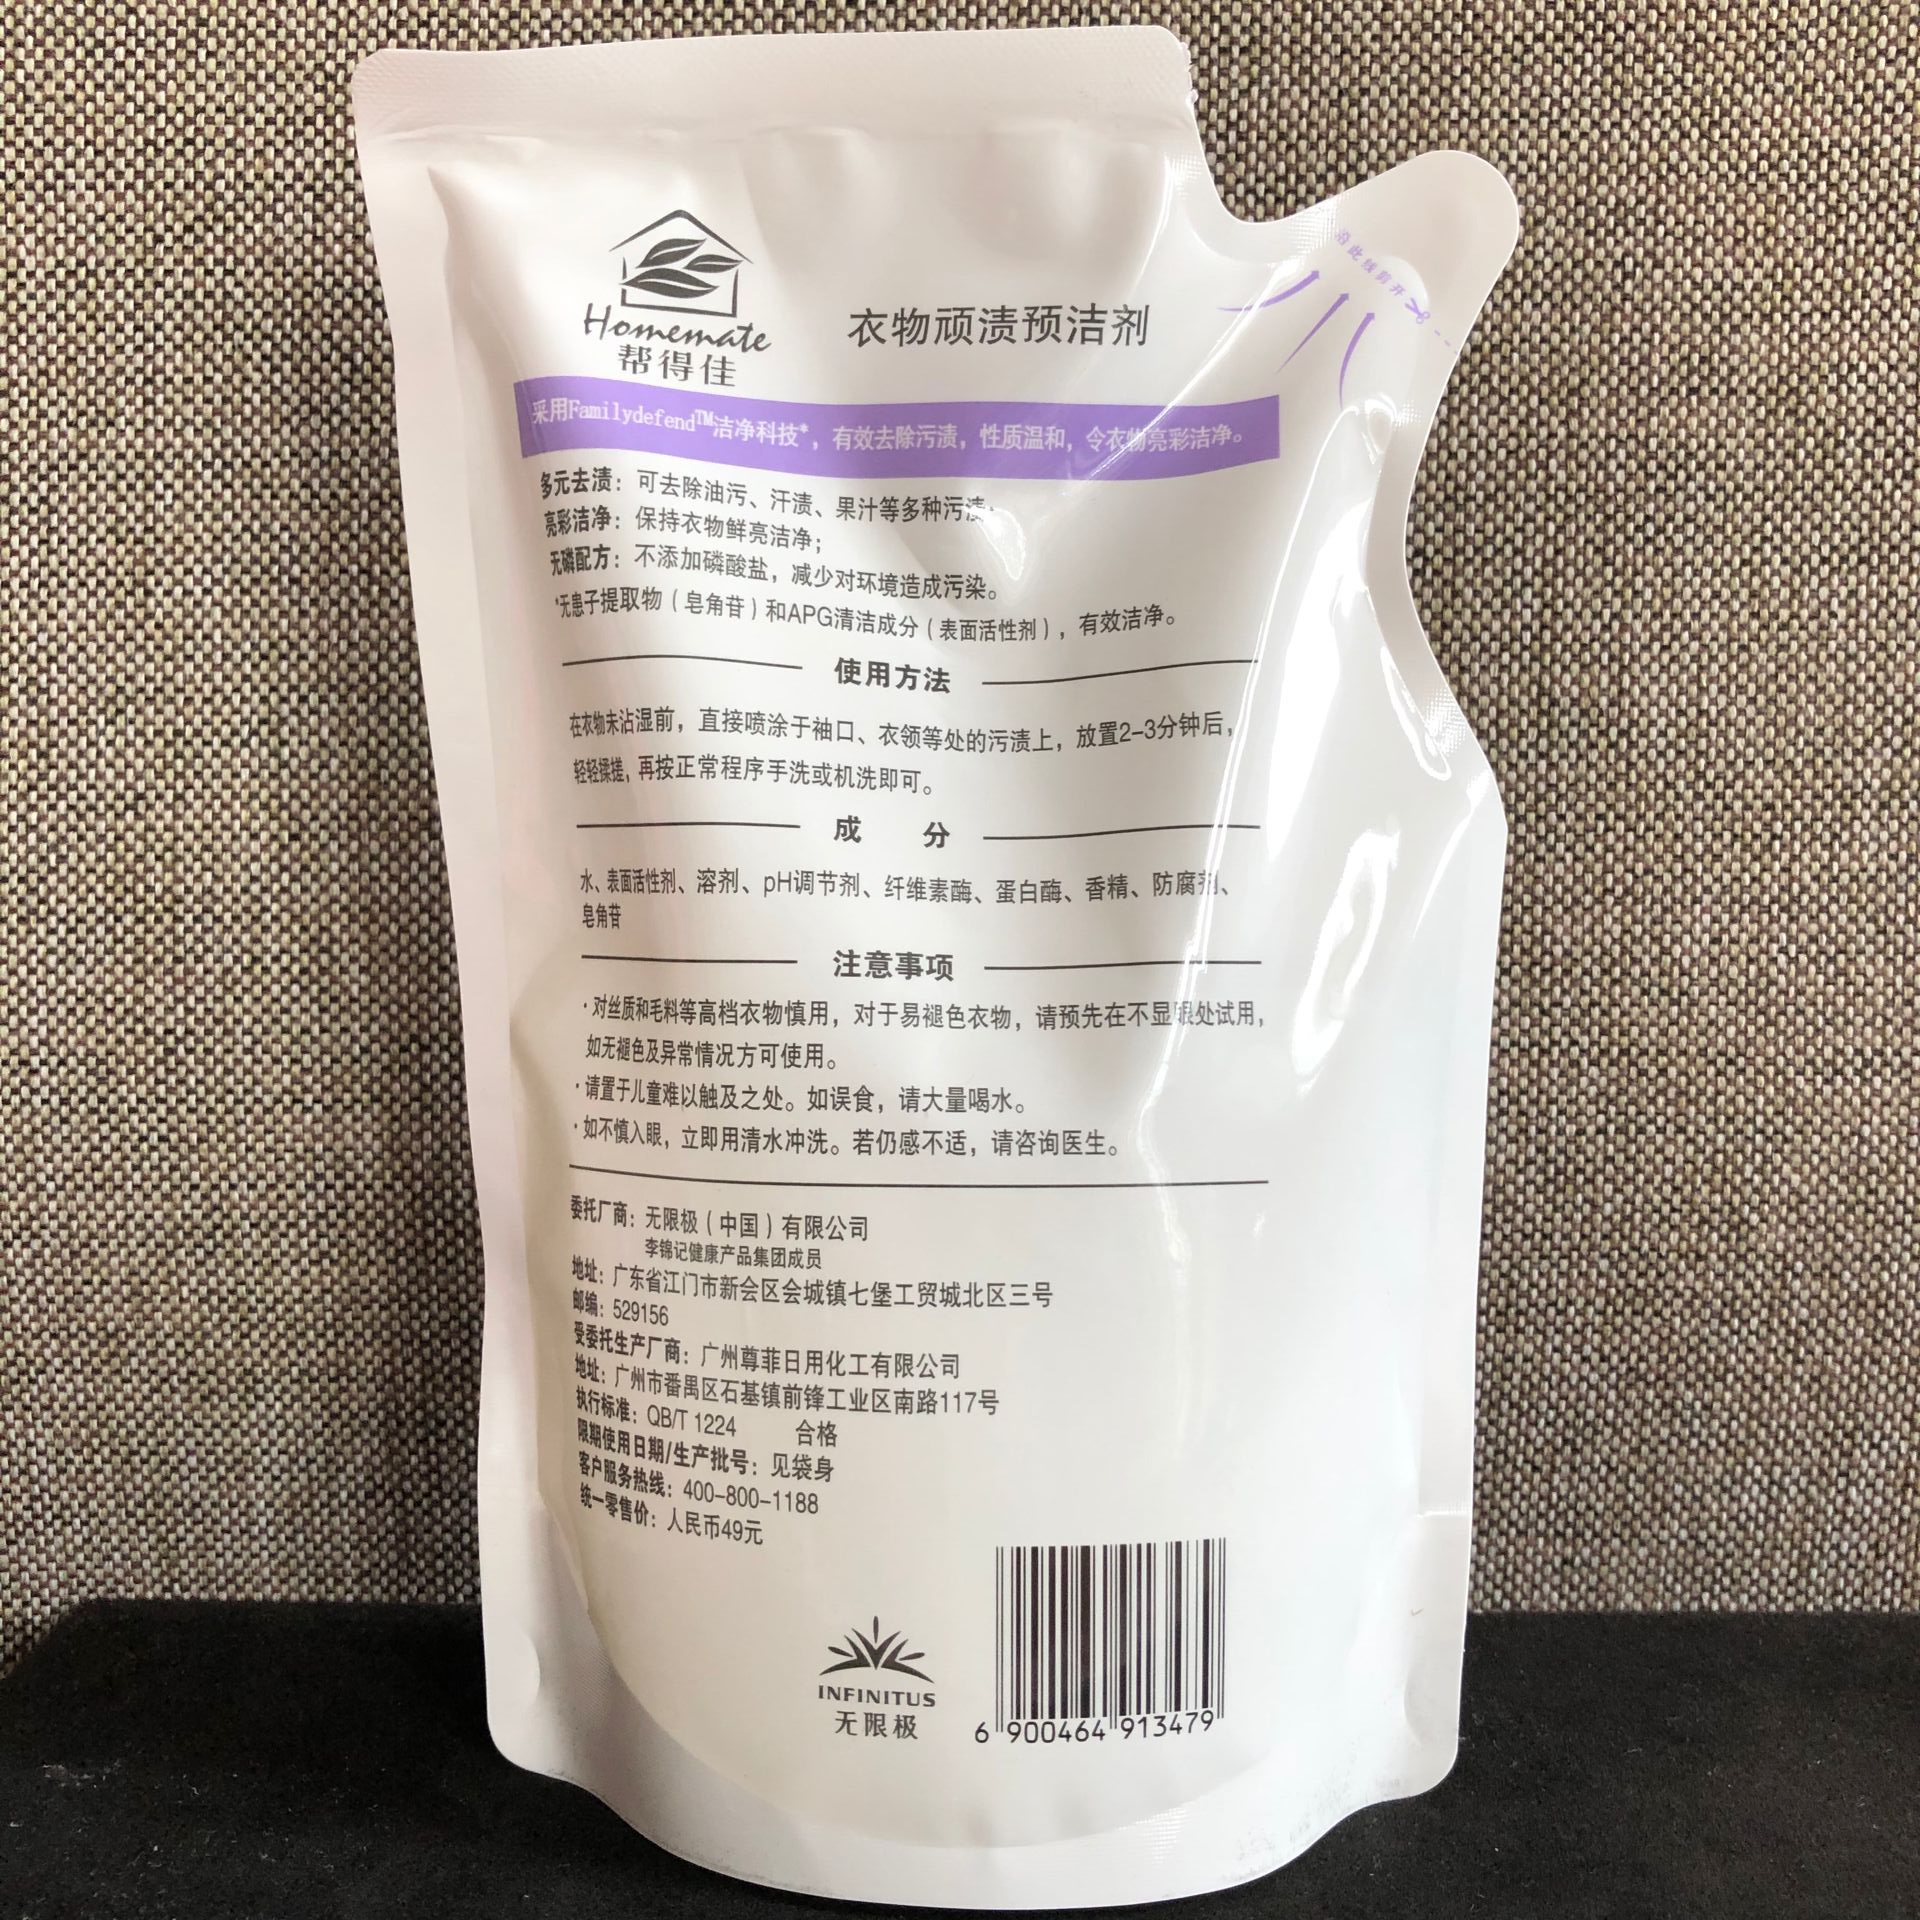 沿此线剪开
Homemate
帮得佳
衣物顽渍预洁剂
采用Familydefend™洁净科技*，有效去除污渍，性质温和，令衣物亮彩洁净。
多元去渍：可去除油污、汗渍、果汁等多种污渍；
亮彩洁净：保持衣物鲜亮洁净；
无磷配方：不添加磷酸盐，减少对环境造成污染。
*无患子提取物（皂角苷）和APG清洁成分（表面活性剂），有效洁净。
使用方法
在衣物未沾湿前，直接喷涂于袖口、衣领等处的污渍上，放置2-3分钟后，
轻轻揉搓，再按正常程序手洗或机洗即可。
成 分
水、表面活性剂、溶剂、pH调节剂、纤维素酶、蛋白酶、香精、防腐剂、
皂角苷
注意事项
·对丝质和毛料等高档衣物慎用，对于易褪色衣物，请预先在不显眼处试用，
如无褪色及异常情况方可使用。
·请置于儿童难以触及之处。如误食，请大量喝水。
·如不慎入眼，立即用清水冲洗。若仍感不适，请咨询医生。
委托厂商：无限极（中国）有限公司
李锦记健康产品集团成员
地址：广东省江门市新会区会城镇七堡工贸城北区三号
邮编：529156
受委托生产厂商：广州尊菲日用化工有限公司
地址：广州市番禺区石基镇前锋工业区南路117号
执行标准：QB/T 1224 合格
限期使用日期/生产批号：见袋身
客户服务热线：400-800-1188
统一零售价：人民币49元
INFINITUS
无限极
6 900464 913479